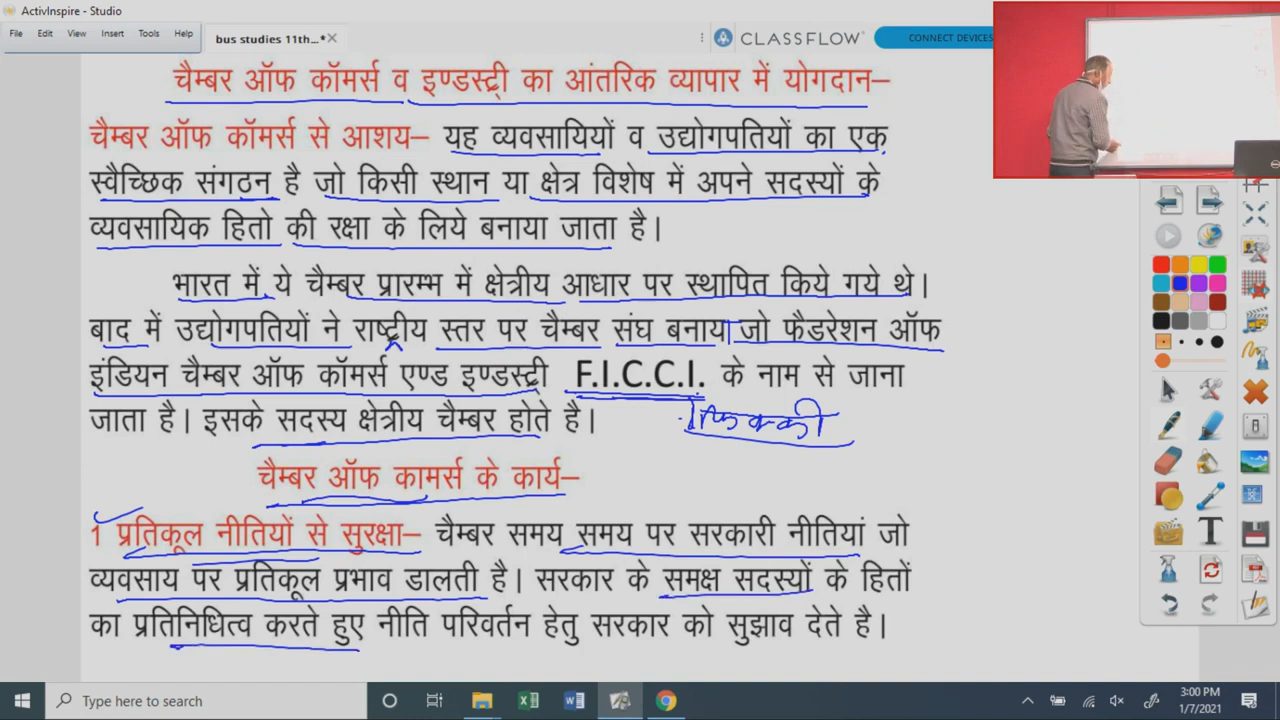 ActivInspire - Studio
File Edit View Insert Tools Help
bus studies 11th...*
CLASSFLOW
CONNECT DEVICES
चैम्बर ऑफ कॉमर्स व इण्डस्ट्री का आंतरिक व्यापार में योगदान–
चैम्बर ऑफ कॉमर्स से आशय– यह व्यवसायियों व उद्योगपतियों का एक
स्वैच्छिक संगठन है जो किसी स्थान या क्षेत्र विशेष में अपने सदस्यों के
व्यवसायिक हितो की रक्षा के लिये बनाया जाता है।
भारत में ये चैम्बर प्रारम्भ में क्षेत्रीय आधार पर स्थापित किये गये थे।
बाद में उद्योगपतियों ने राष्ट्रीय स्तर पर चैम्बर संघ बनाया जो फैडरेशन ऑफ
इंडियन चैम्बर ऑफ कॉमर्स एण्ड इण्डस्ट्री F.I.C.C.I. के नाम से जाना
जाता है। इसके सदस्य क्षेत्रीय चैम्बर होते है।
फिक्की
चैम्बर ऑफ कामर्स के कार्य–
1 प्रतिकूल नीतियों से सुरक्षा– चैम्बर समय समय पर सरकारी नीतियां जो
व्यवसाय पर प्रतिकूल प्रभाव डालती है। सरकार के समक्ष सदस्यों के हितों
का प्रतिनिधित्व करते हुए नीति परिवर्तन हेतु सरकार को सुझाव देते है।
Type here to search
3:00 PM
1/7/2021